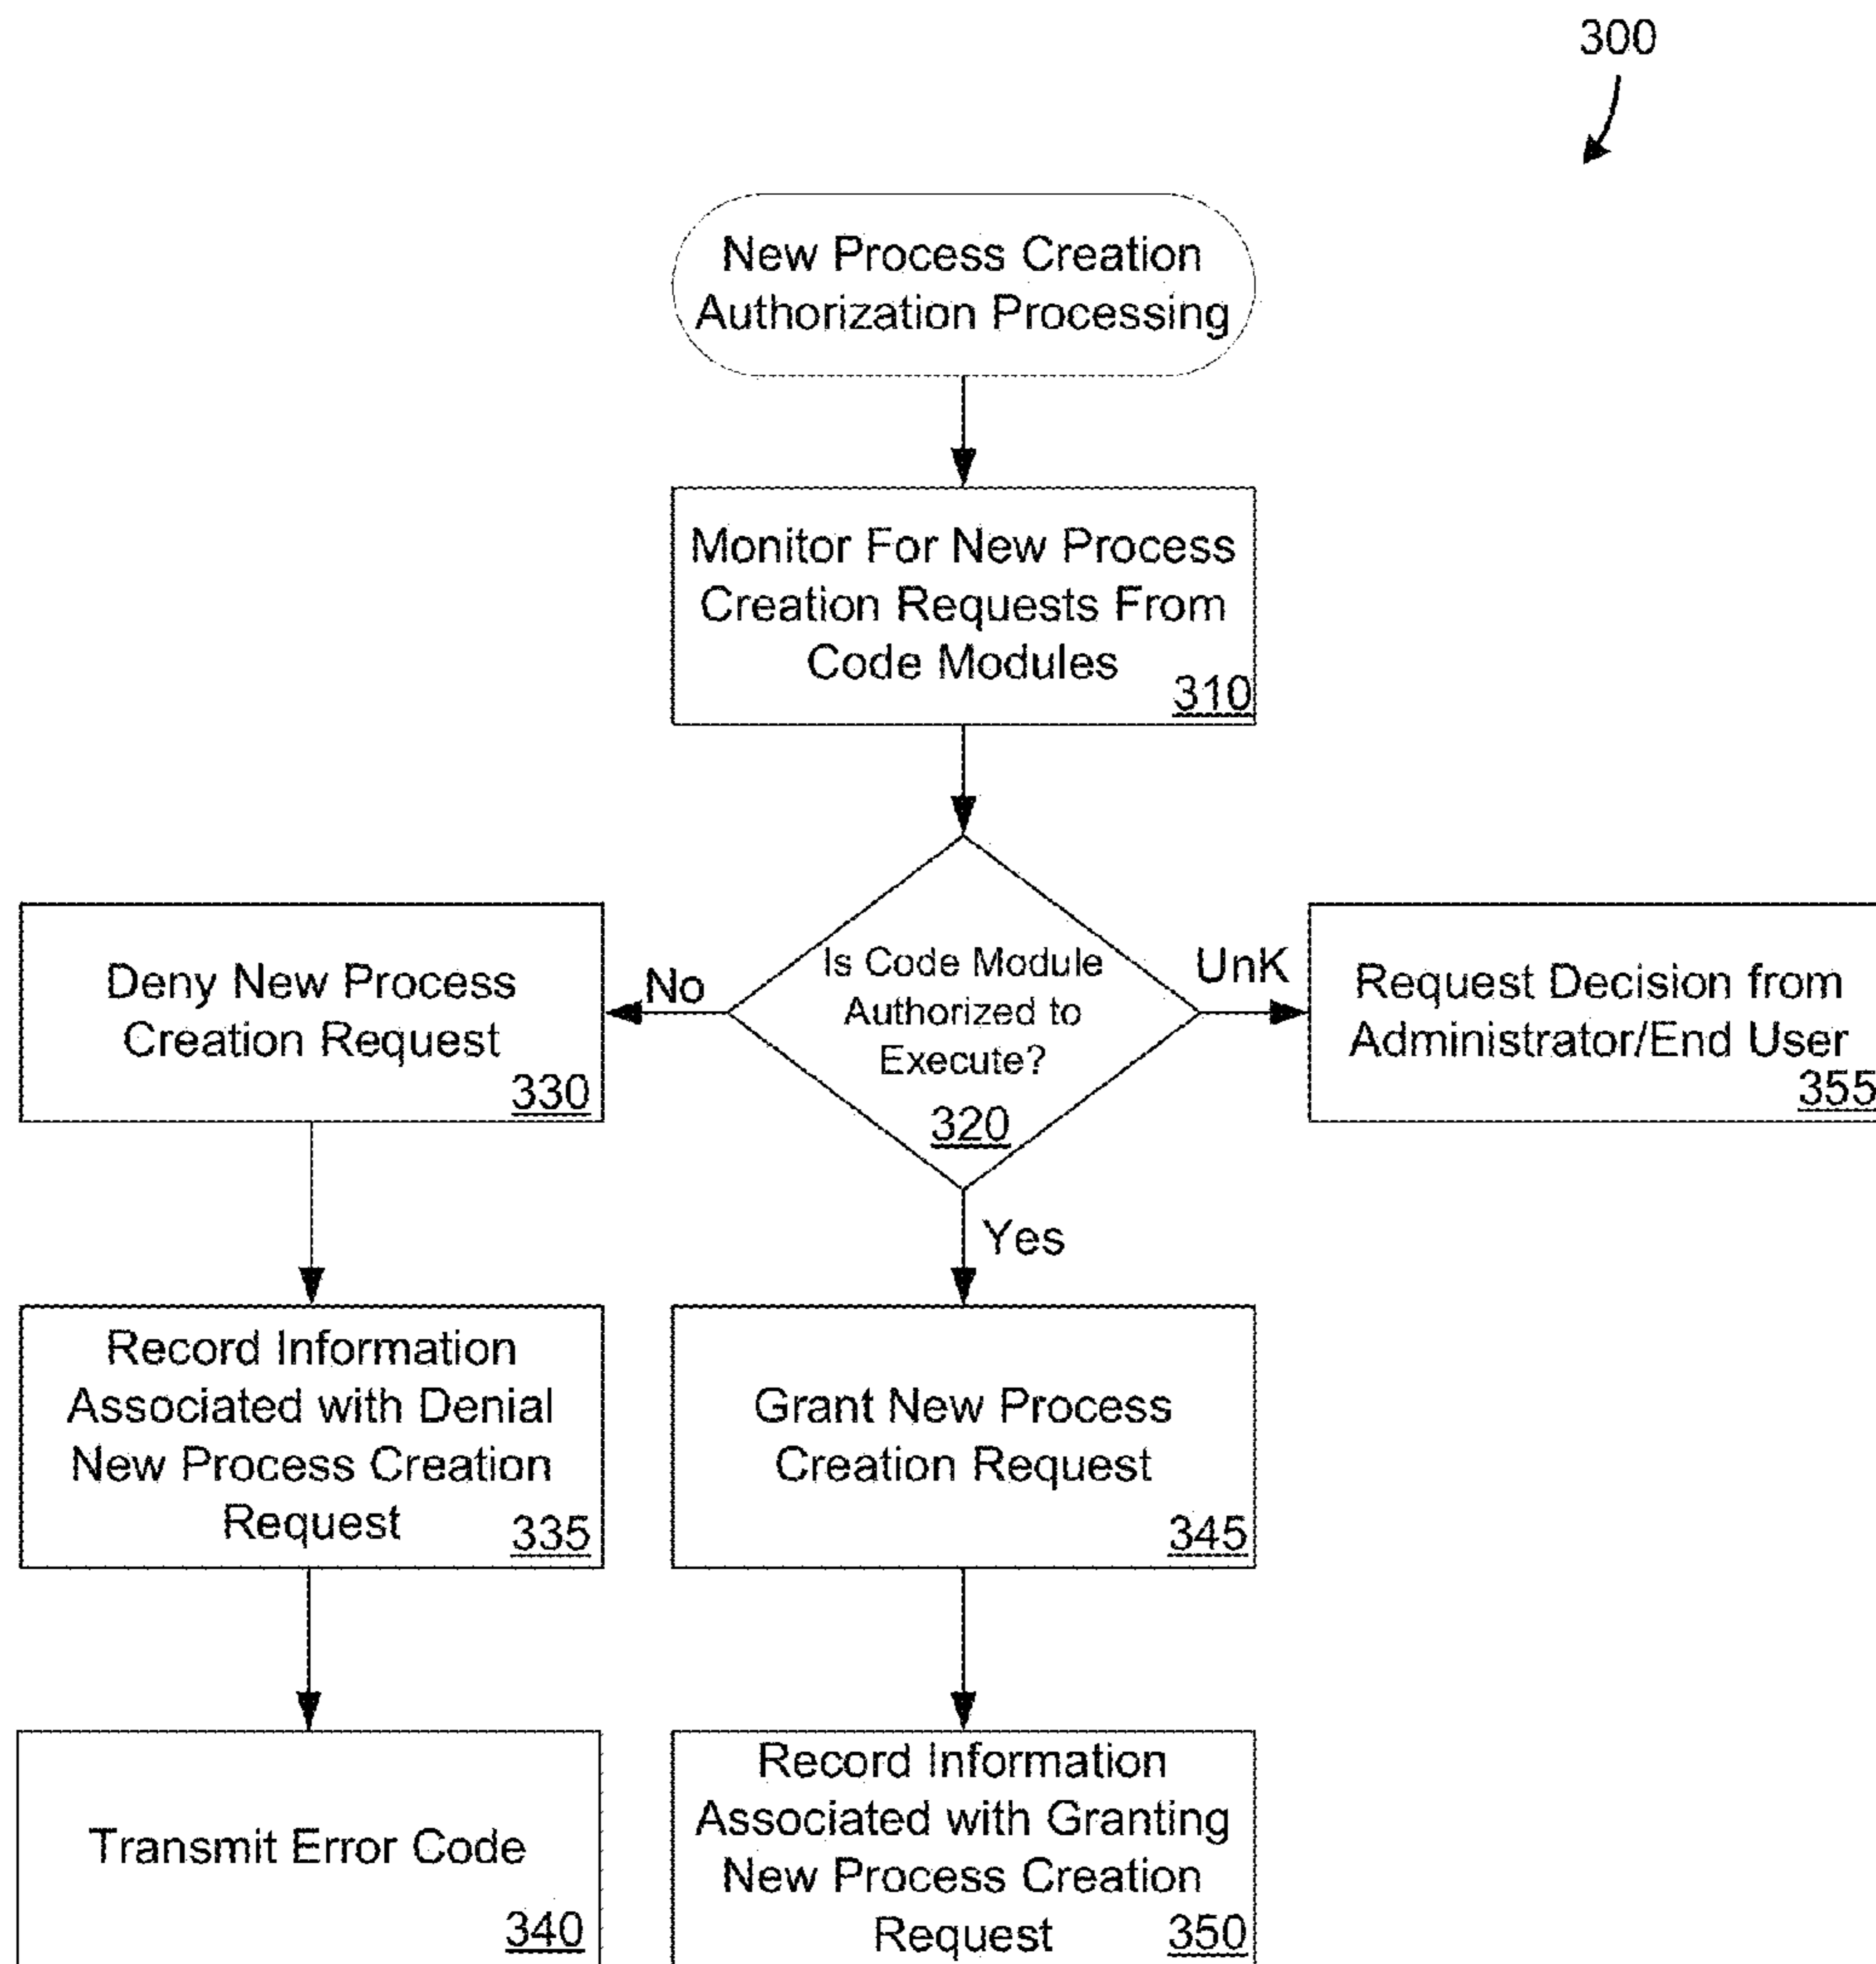 300
New Process Creation
Authorization Processing
Monitor For New Process
Creation Requests From
Code Modules
310
Is Code Module
Authorized to
Execute?
320
No
UnK
Yes
Deny New Process
Creation Request
330
Request Decision from
Administrator/End User
355
Record Information
Associated with Denial
New Process Creation
Request
335
Grant New Process
Creation Request
345
Transmit Error Code
340
Record Information
Associated with Granting
New Process Creation
Request
350